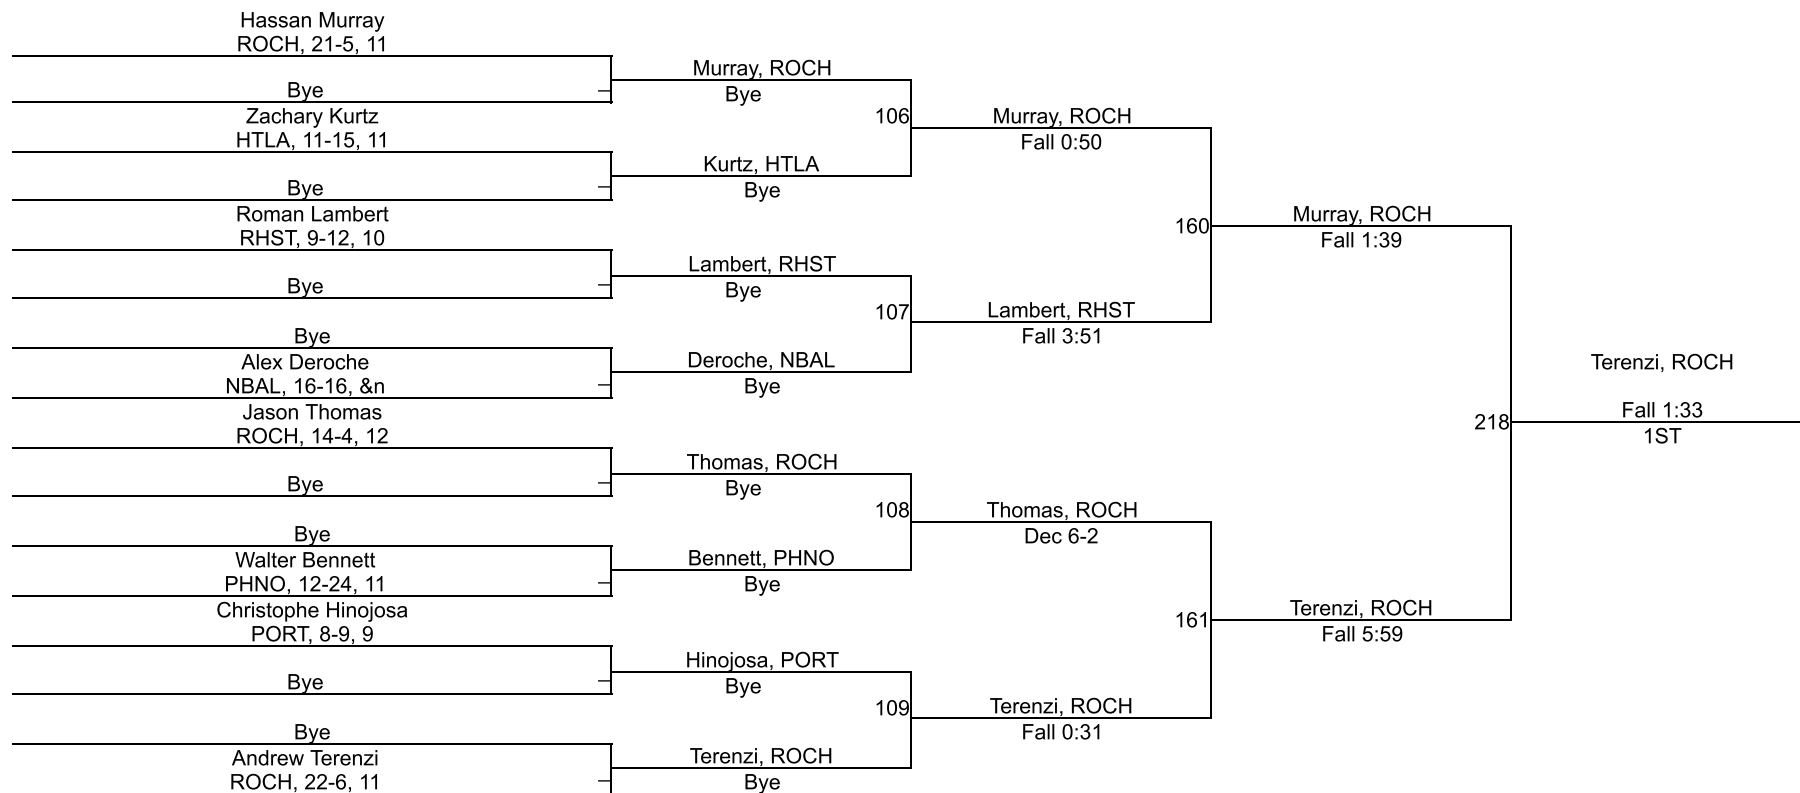 Hassan Murray
ROCH, 21-5, 11
Bye
Zachary Kurtz
HTLA, 11-15, 11
Bye
Roman Lambert
RHST, 9-12, 10
Bye
Bye
Alex Deroche
NBAL, 16-16, &n
Jason Thomas
ROCH, 14-4, 12
Bye
Bye
Walter Bennett
PHNO, 12-24, 11
Christophe Hinojosa
PORT, 8-9, 9
Bye
Bye
Andrew Terenzi
ROCH, 22-6, 11
Murray, ROCH
Bye
106
Kurtz, HTLA
Bye
Lambert, RHST
Bye
107
Deroche, NBAL
Bye
Thomas, ROCH
Bye
108
Bennett, PHNO
Bye
Hinojosa, PORT
Bye
109
Terenzi, ROCH
Bye
Murray, ROCH
Fall 0:50
160
Lambert, RHST
Fall 3:51
Thomas, ROCH
Dec 6-2
161
Terenzi, ROCH
Fall 0:31
Murray, ROCH
Fall 1:39
218
Terenzi, ROCH
Fall 5:59
Terenzi, ROCH
Fall 1:33
1ST